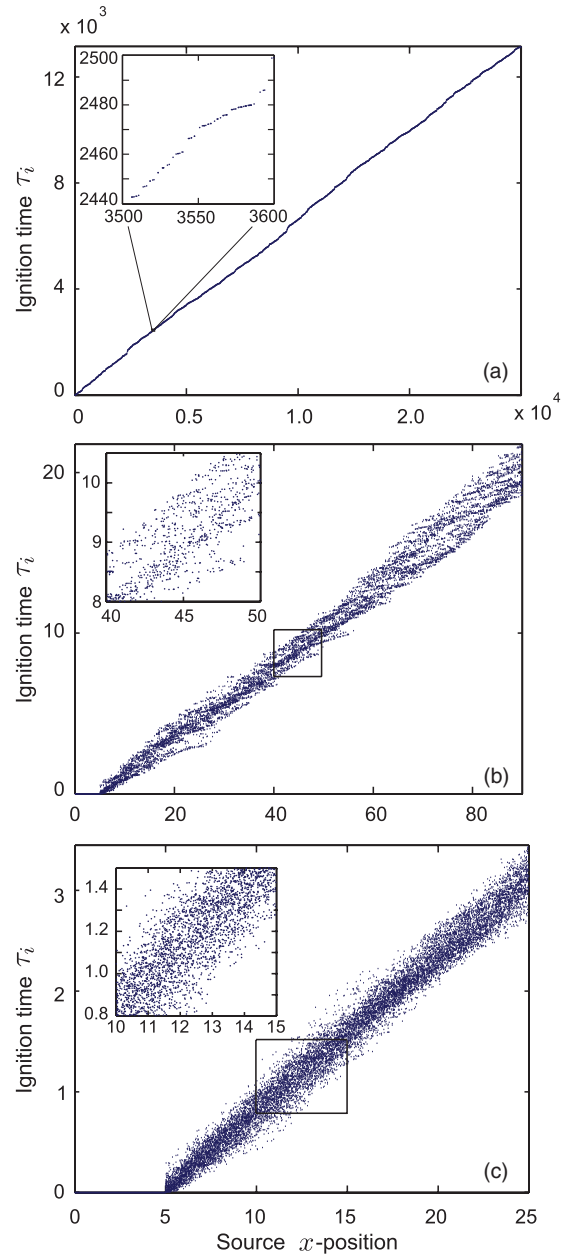 x 10³
Ignition time τᵢ
12
8
4
0
2500
2480
2460
2440
3500 3550 3600
(a)
0 0.5 1.0 2.0 x 10⁴
Ignition time τᵢ
20
10
0
10
9
8
40 45 50
(b)
0 20 40 60 80
Ignition time τᵢ
3
2
1
0
1.4
1.2
1.0
0.8
10 11 12 13 14 15
(c)
0 5 10 15 20 25
Source x-position